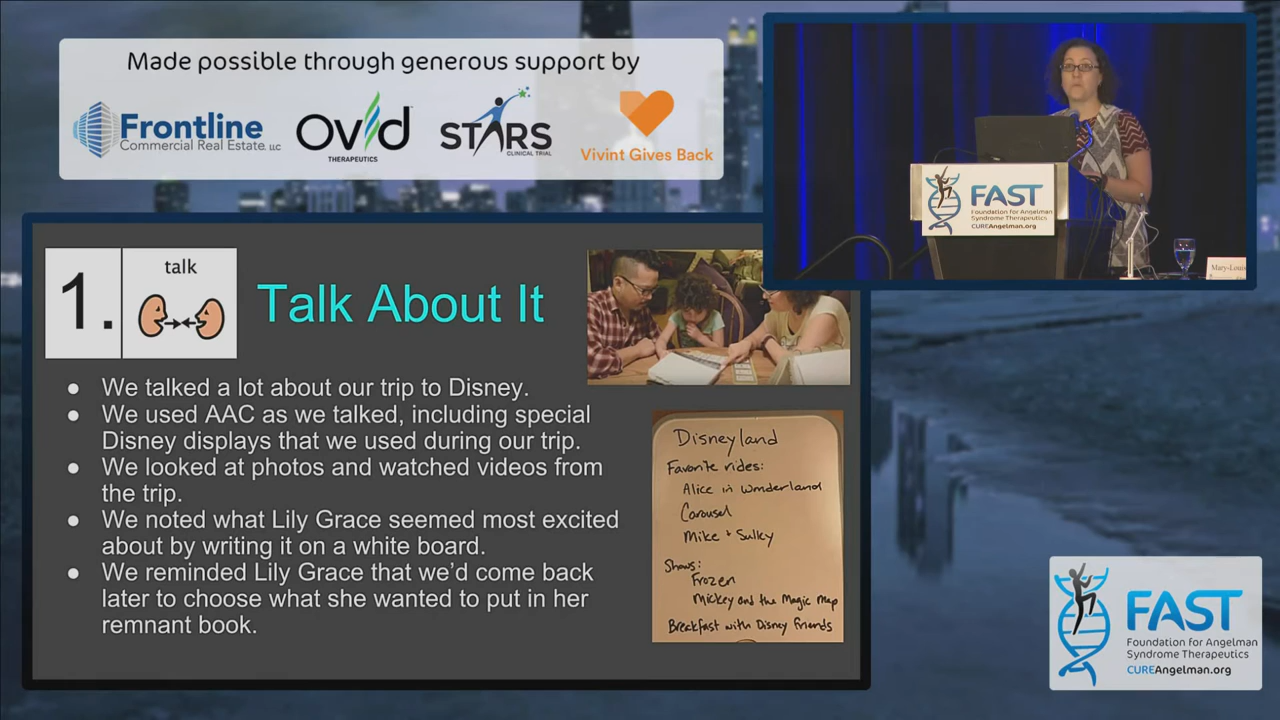 Made possible through generous support by
Frontline
Commercial Real Estate, LLC
OVID
THERAPEUTICS
STARS
CLINICAL TRIAL
Vivint Gives Back
FAST
Foundation for Angelman
Syndrome Therapeutics
CUREAngelman.org
Mary-Louis
1.
talk
Talk About It
● We talked a lot about our trip to Disney.
● We used AAC as we talked, including special
Disney displays that we used during our trip.
● We looked at photos and watched videos from
the trip.
● We noted what Lily Grace seemed most excited
about by writing it on a white board.
● We reminded Lily Grace that we'd come back
later to choose what she wanted to put in her
remnant book.
Disneyland
Favorite rides:
Alice in Wonderland
Carousel
Mike + Sulky
Shows:
Frozen
Mickey and the Magic Map
Breakfast with Disney Friends
FAST
Foundation for Angelman
Syndrome Therapeutics
CUREAngelman.org